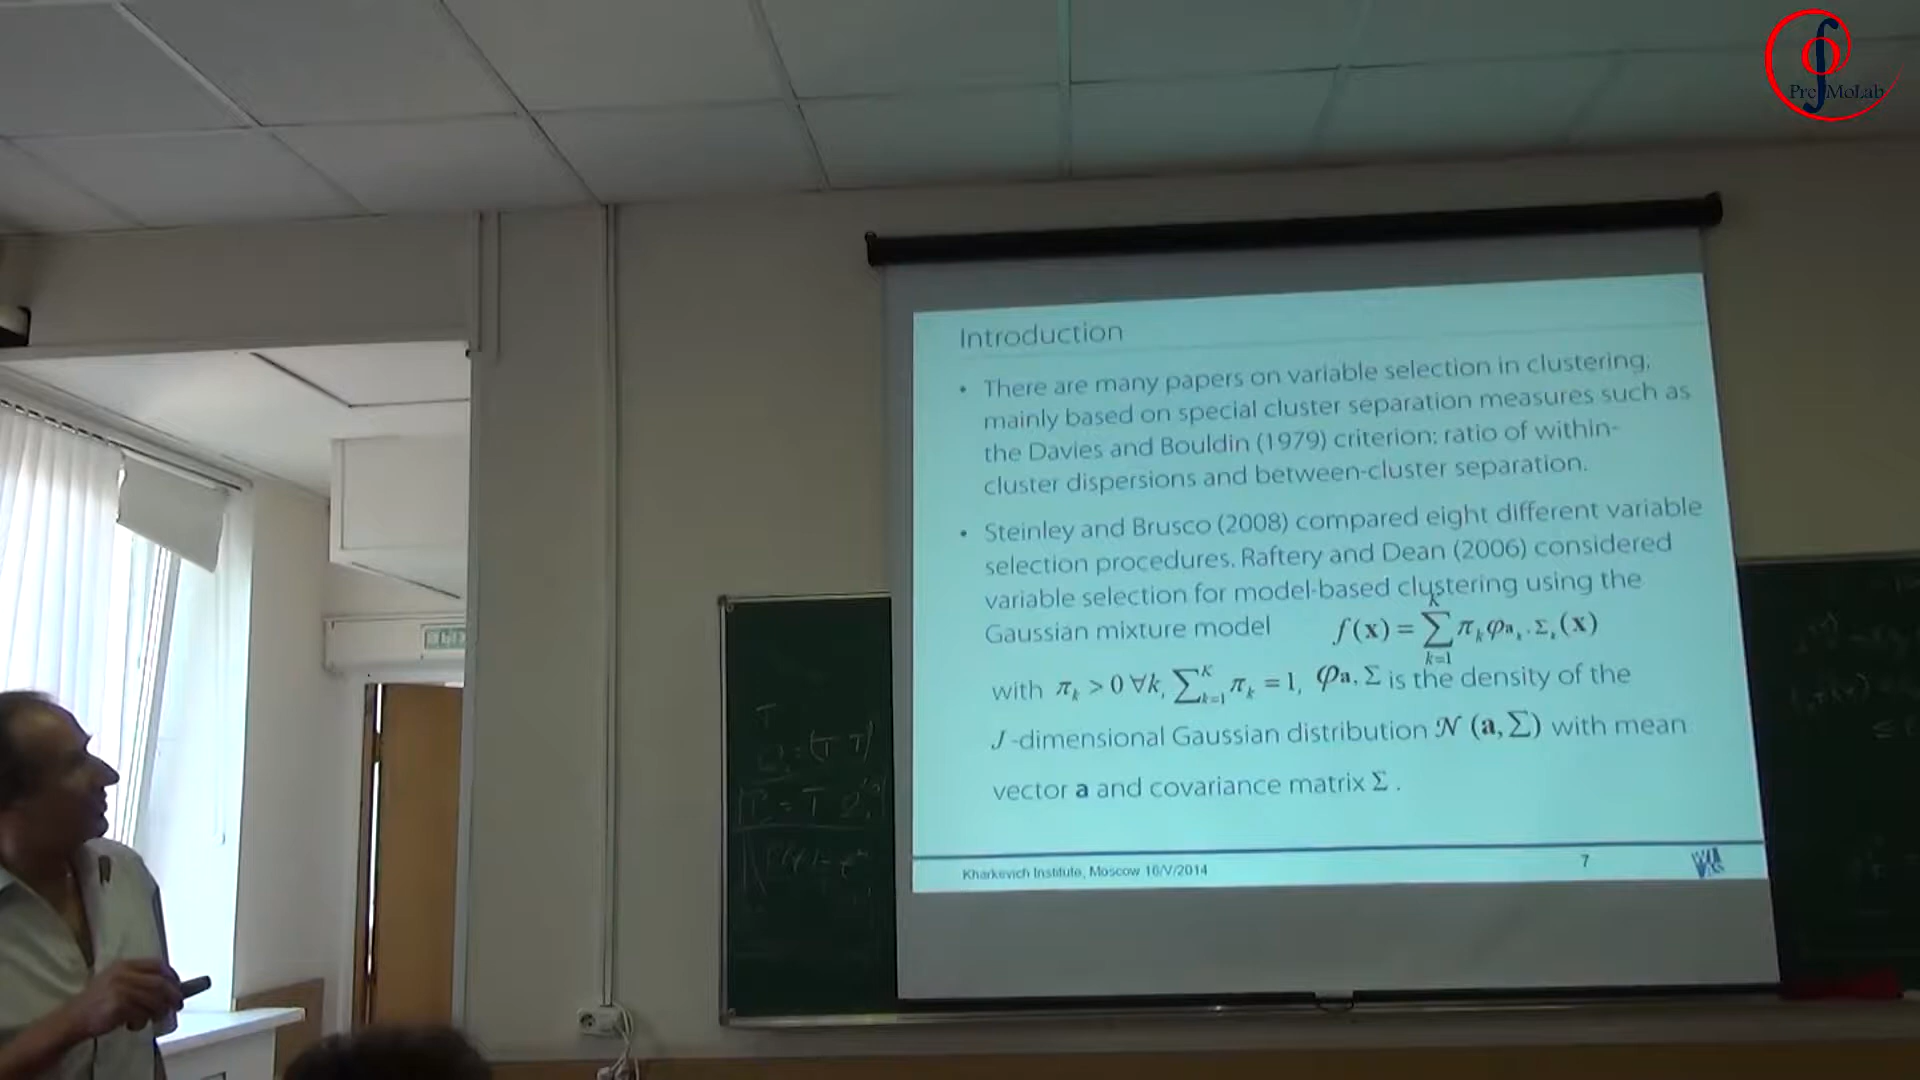 PreMoLab
Introduction
• There are many papers on variable selection in clustering,
mainly based on special cluster separation measures such as
the Davies and Bouldin (1979) criterion: ratio of within-
cluster dispersions and between-cluster separation.
• Steinley and Brusco (2008) compared eight different variable
selection procedures. Raftery and Dean (2006) considered
variable selection for model-based clustering using the
Gaussian mixture model f(x) = ∑_{k=1}^{K} π_k φ_{a_k, Σ_k}(x)
with π_k > 0 ∀k, ∑_{k=1}^{K} π_k = 1, φ_{a, Σ} is the density of the
J-dimensional Gaussian distribution 𝒩 (a, Σ) with mean
vector a and covariance matrix Σ .
Kharkevich Institute, Moscow 16/V/2014 7